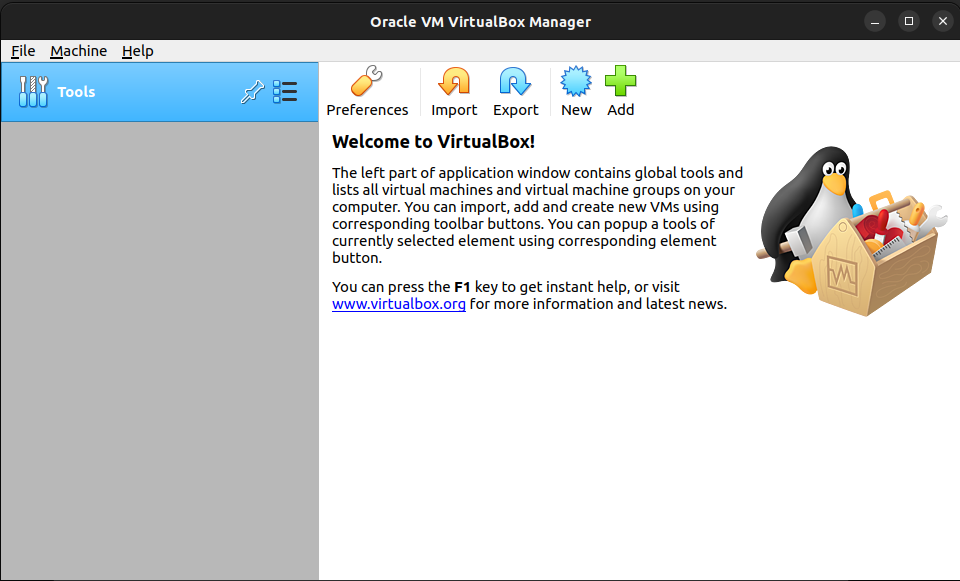 Oracle VM VirtualBox Manager
File Machine Help
Tools
Preferences Import Export New Add
Welcome to VirtualBox!
The left part of application window contains global tools and
lists all virtual machines and virtual machine groups on your
computer. You can import, add and create new VMs using
corresponding toolbar buttons. You can popup a tools of
currently selected element using corresponding element
button.
You can press the F1 key to get instant help, or visit
www.virtualbox.org for more information and latest news.